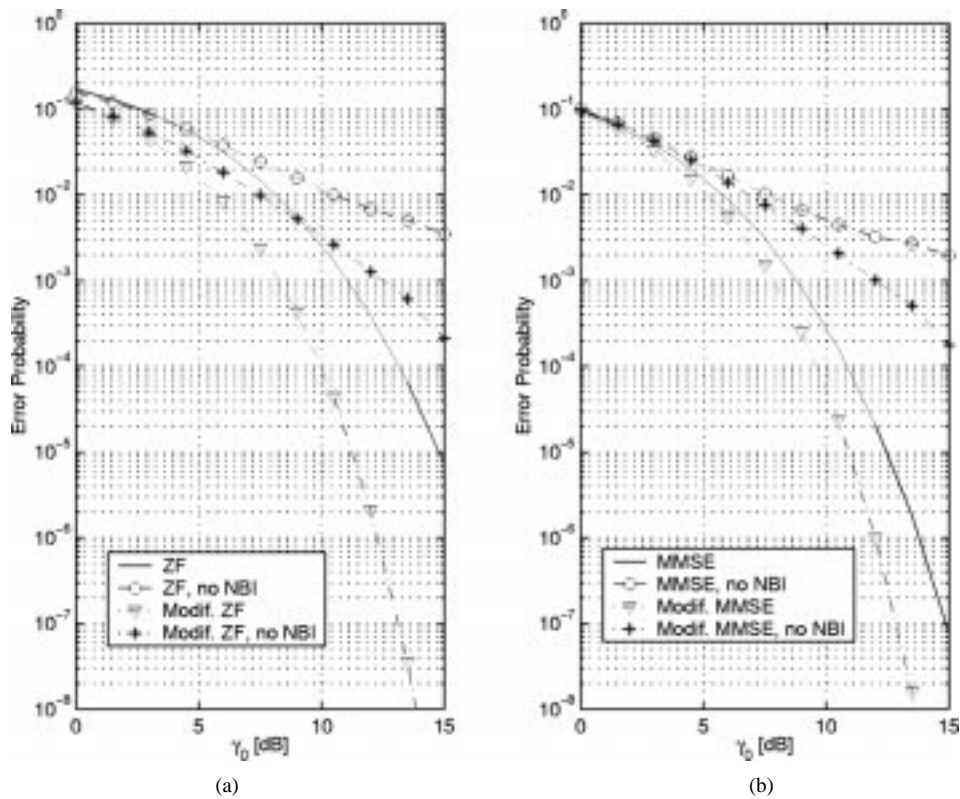 10^0
10^-1
10^-2
10^-3
10^-4
10^-5
10^-6
10^-7
10^-8
Error Probability
ZF
ZF, no NBI
Modif. ZF
Modif. ZF, no NBI
0 5 10 15
γ0 [dB]
(a)
10^0
10^-1
10^-2
10^-3
10^-4
10^-5
10^-6
10^-7
10^-8
Error Probability
MMSE
MMSE, no NBI
Modif. MMSE
Modif. MMSE, no NBI
0 5 10 15
γ0 [dB]
(b)